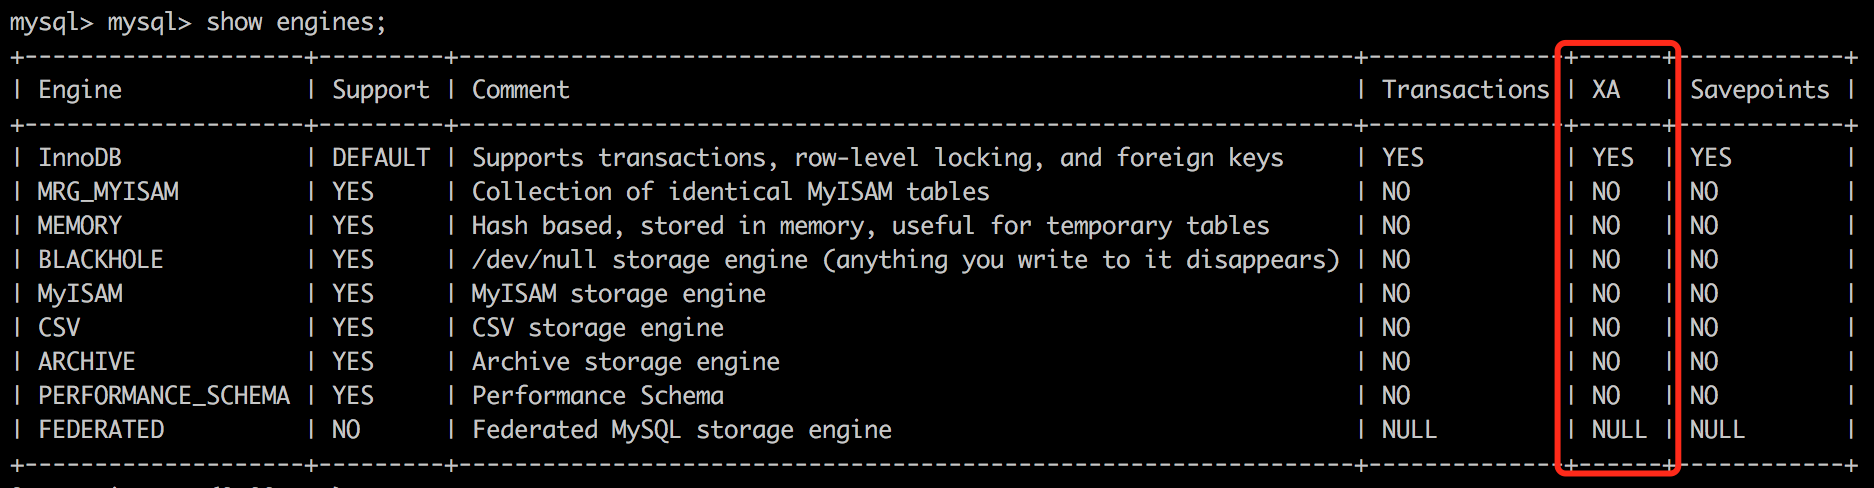 mysql> mysql> show engines;
+--------------------+---------+----------------------------------------------------------------+--------------+------+------------+
| Engine             | Support | Comment                                                        | Transactions | XA   | Savepoints |
+--------------------+---------+----------------------------------------------------------------+--------------+------+------------+
| InnoDB             | DEFAULT | Supports transactions, row-level locking, and foreign keys     | YES          | YES  | YES        |
| MRG_MYISAM         | YES     | Collection of identical MyISAM tables                          | NO           | NO   | NO         |
| MEMORY             | YES     | Hash based, stored in memory, useful for temporary tables      | NO           | NO   | NO         |
| BLACKHOLE          | YES     | /dev/null storage engine (anything you write to it disappears) | NO           | NO   | NO         |
| MyISAM             | YES     | MyISAM storage engine                                          | NO           | NO   | NO         |
| CSV                | YES     | CSV storage engine                                             | NO           | NO   | NO         |
| ARCHIVE            | YES     | Archive storage engine                                         | NO           | NO   | NO         |
| PERFORMANCE_SCHEMA | YES     | Performance Schema                                             | NO           | NO   | NO         |
| FEDERATED          | NO      | Federated MySQL storage engine                                 | NULL         | NULL | NULL       |
+--------------------+---------+----------------------------------------------------------------+--------------+------+------------+